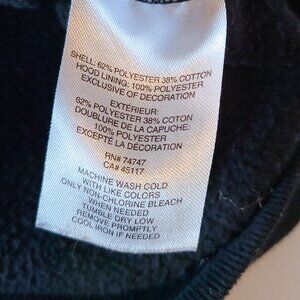 SHELL: 62% POLYESTER 38% COTTON
HOOD LINING: 100% POLYESTER
EXCLUSIVE OF DECORATION
EXTÉRIEUR:
62% POLYESTER 38% COTON
DOUBLURE DE LA CAPUCHE:
100% POLYESTER
EXCEPTÉ LA DÉCORATION
RN# 74747
CA# 45117
MACHINE WASH COLD
WITH LIKE COLORS
ONLY NON-CHLORINE BLEACH
WHEN NEEDED
TUMBLE DRY LOW
REMOVE PROMPTLY
COOL IRON IF NEEDED